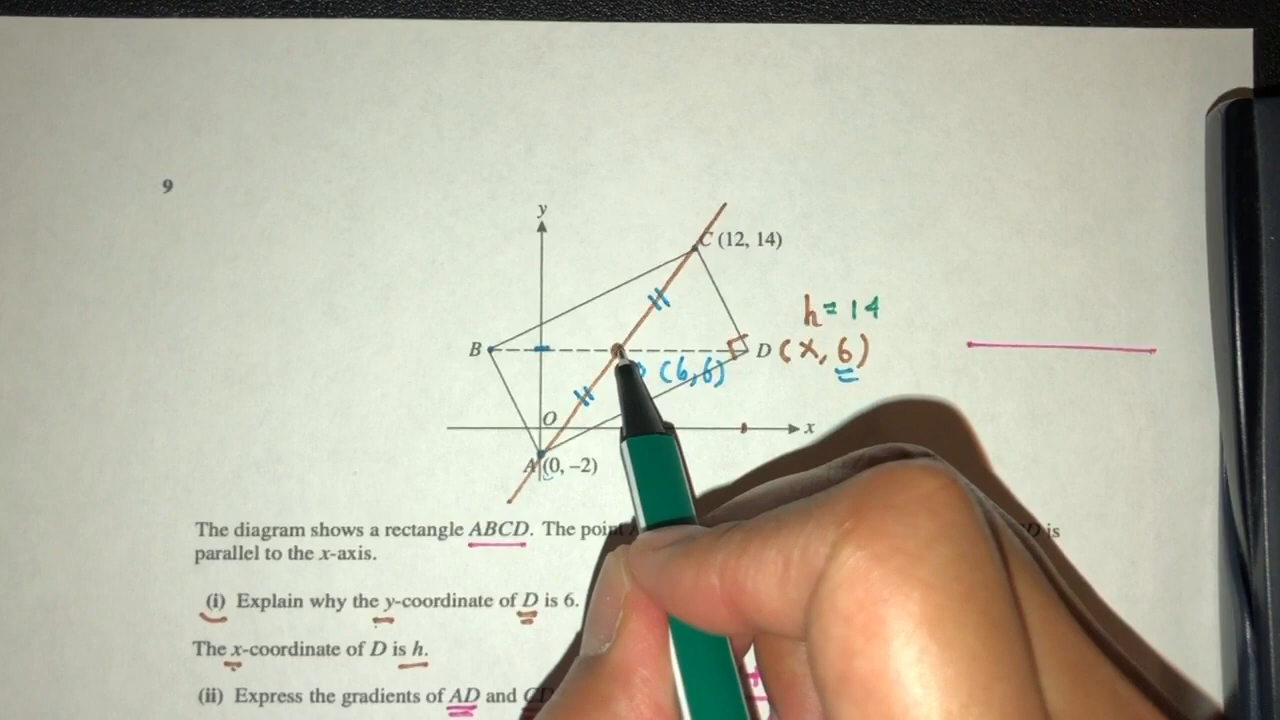 9
y
C (12, 14)
h = 14
B
D (x, 6)
(6,6)
O
x
A (0, −2)
The diagram shows a rectangle ABCD. The point is
parallel to the x-axis.
(i) Explain why the y-coordinate of D is 6.
The x-coordinate of D is h.
(ii) Express the gradients of AD and CD